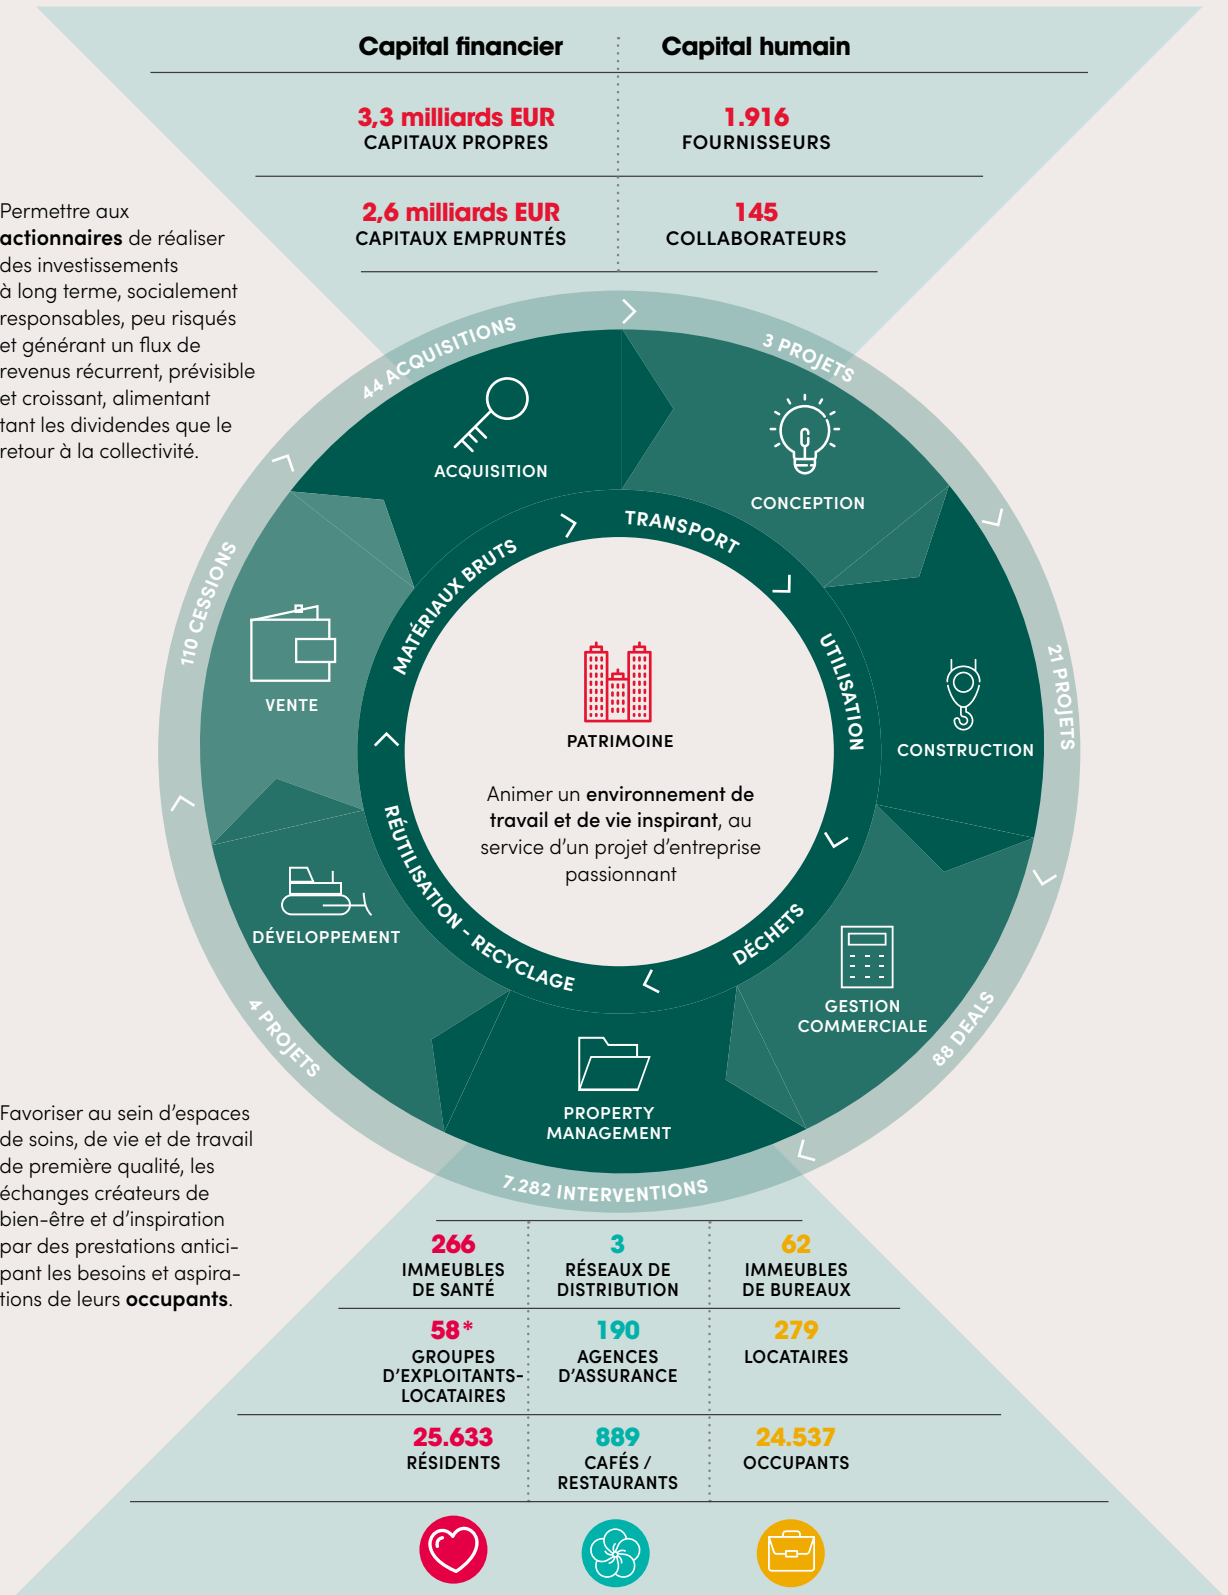 Capital financier
Capital humain
3,3 milliards EUR
CAPITAUX PROPRES
1.916
FOURNISSEURS
2,6 milliards EUR
CAPITAUX EMPRUNTÉS
145
COLLABORATEURS
Permettre aux
actionnaires de réaliser
des investissements
à long terme, socialement
responsables, peu risqués
et générant un flux de
revenus récurrent, prévisible
et croissant, alimentant
tant les dividendes que le
retour à la collectivité.
44 ACQUISITIONS
3 PROJETS
21 PROJETS
88 DEALS
7.282 INTERVENTIONS
4 PROJETS
110 CESSIONS
ACQUISITION
CONCEPTION
CONSTRUCTION
GESTION
COMMERCIALE
PROPERTY
MANAGEMENT
DÉVELOPPEMENT
VENTE
MATÉRIAUX BRUTS
TRANSPORT
UTILISATION
DÉCHETS
RÉUTILISATION - RECYCLAGE
PATRIMOINE
Animer un environnement de
travail et de vie inspirant, au
service d’un projet d’entreprise
passionnant
Favoriser au sein d’espaces
de soins, de vie et de travail
de première qualité, les
échanges créateurs de
bien-être et d’inspiration
par des prestations antici-
pant les besoins et aspira-
tions de leurs occupants.
266
IMMEUBLES
DE SANTÉ
3
RÉSEAUX DE
DISTRIBUTION
62
IMMEUBLES
DE BUREAUX
58*
GROUPES
D’EXPLOITANTS-
LOCATAIRES
190
AGENCES
D’ASSURANCE
279
LOCATAIRES
25.633
RÉSIDENTS
889
CAFÉS /
RESTAURANTS
24.537
OCCUPANTS